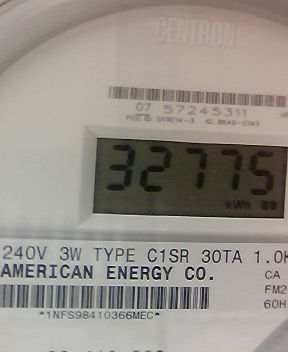 CENTRON
07 57245311
32775
kWh
240V 3W TYPE C1SR 30TA 1.0K
AMERICAN ENERGY CO.
CA
FM2
60H
*1NFS98410366MEC*